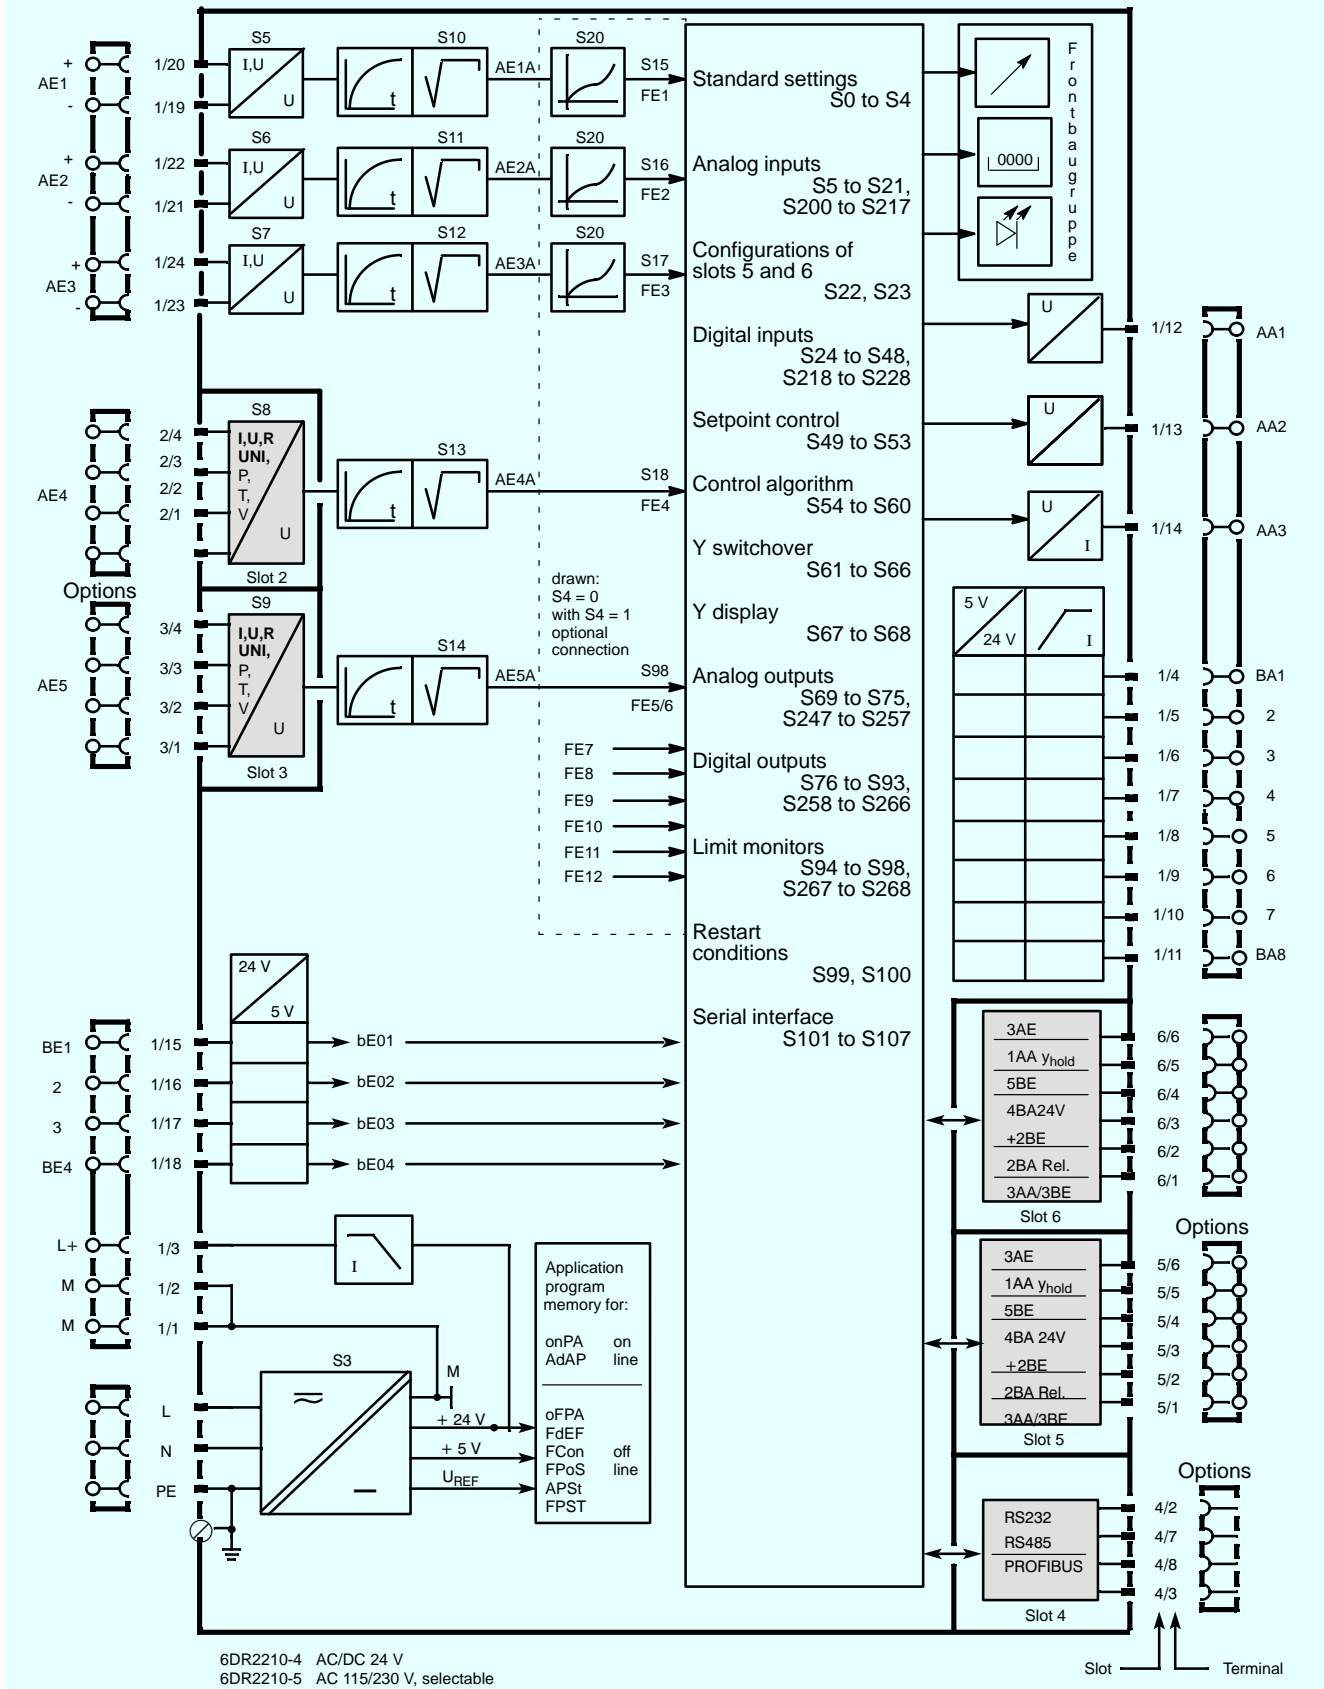 S5
S10
S20
+
AE1
-
1/20
1/19
I,U
U
t
AE1A
S15
FE1
S6
S11
S20
+
AE2
-
1/22
1/21
I,U
U
t
AE2A
S16
FE2
S7
S12
S20
+
AE3
-
1/24
1/23
I,U
U
t
AE3A
S17
FE3
S8
S13
AE4
2/4
2/3
2/2
2/1
I,U,R
UNI,
P,
T,
V
U
t
AE4A
S18
FE4
Slot 2
Options
S9
S14
AE5
3/4
3/3
3/2
3/1
I,U,R
UNI,
P,
T,
V
U
t
AE5A
S98
FE5/6
Slot 3
drawn:
S4 = 0
with S4 = 1
optional
connection
FE7
FE8
FE9
FE10
FE11
FE12
24 V
5 V
BE1
1/15
bE01
2
1/16
bE02
3
1/17
bE03
BE4
1/18
bE04
L+
1/3
I
M
1/2
M
1/1
S3
M
L
N
PE
+ 24 V
+ 5 V
UREF
Application
program
memory for:
onPA on
AdAP line
oFPA
FdEF
FCon off
FPoS line
APSt
FPST
Standard settings
S0 to S4
Analog inputs
S5 to S21,
S200 to S217
Configurations of
slots 5 and 6
S22, S23
Digital inputs
S24 to S48,
S218 to S228
Setpoint control
S49 to S53
Control algorithm
S54 to S60
Y switchover
S61 to S66
Y display
S67 to S68
Analog outputs
S69 to S75,
S247 to S257
Digital outputs
S76 to S93,
S258 to S266
Limit monitors
S94 to S98,
S267 to S268
Restart
conditions
S99, S100
Serial interface
S101 to S107
Frontbaugruppe
0000
U
1/12
AA1
U
1/13
AA2
U
I
1/14
AA3
5 V
24 V
I
1/4
BA1
1/5
2
1/6
3
1/7
4
1/8
5
1/9
6
1/10
7
1/11
BA8
3AE
1AA yhold
5BE
4BA24V
+2BE
2BA Rel.
3AA/3BE
Slot 6
6/6
6/5
6/4
6/3
6/2
6/1
Options
3AE
1AA yhold
5BE
4BA 24V
+2BE
2BA Rel.
3AA/3BE
Slot 5
5/6
5/5
5/4
5/3
5/2
5/1
Options
RS232
RS485
PROFIBUS
Slot 4
4/2
4/7
4/8
4/3
Slot
Terminal
6DR2210-4 AC/DC 24 V
6DR2210-5 AC 115/230 V, selectable